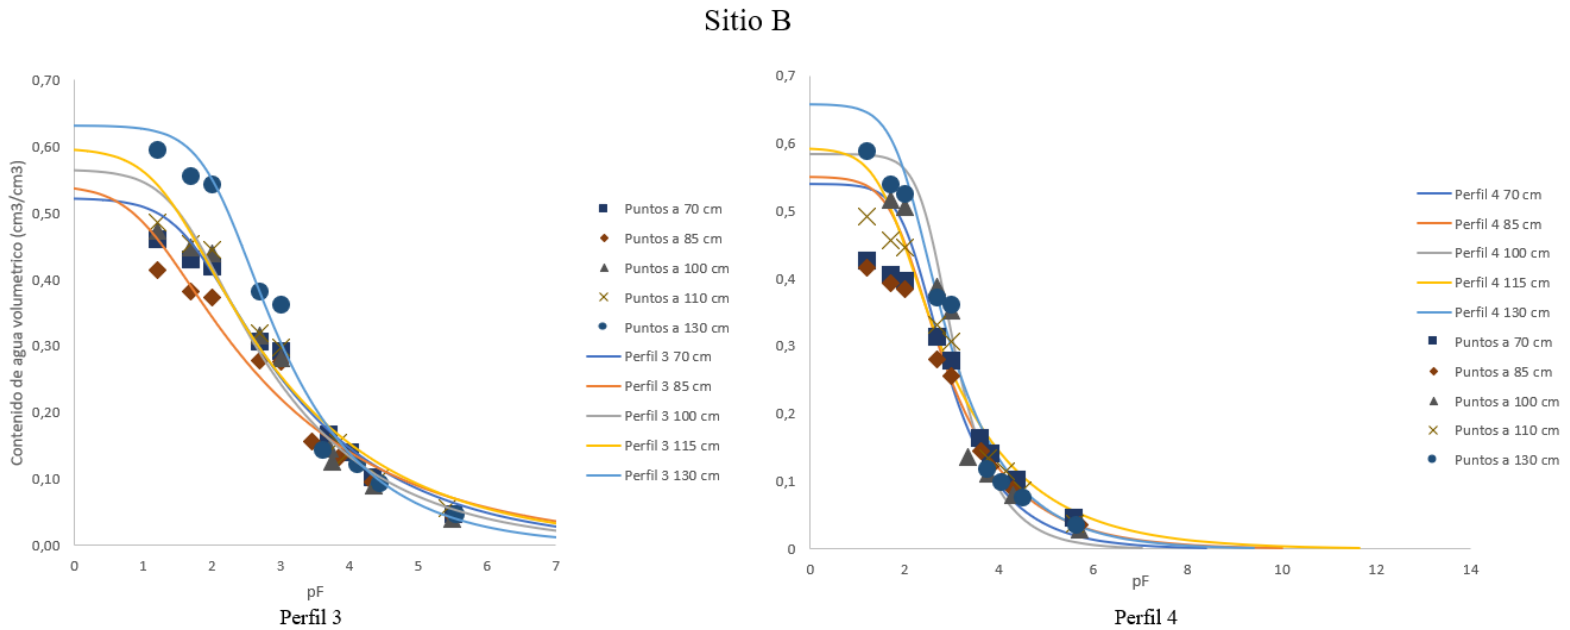 Sitio B
Contenido de agua volumetrico (cm3/cm3)
0,70
0,60
0,50
0,40
0,30
0,20
0,10
0,00
0 1 2 3 4 5 6 7
pF
Perfil 3
Puntos a 70 cm
Puntos a 85 cm
Puntos a 100 cm
Puntos a 110 cm
Puntos a 130 cm
Perfil 3 70 cm
Perfil 3 85 cm
Perfil 3 100 cm
Perfil 3 115 cm
Perfil 3 130 cm
0,7
0,6
0,5
0,4
0,3
0,2
0,1
0
0 2 4 6 8 10 12 14
pF
Perfil 4
Perfil 4 70 cm
Perfil 4 85 cm
Perfil 4 100 cm
Perfil 4 115 cm
Perfil 4 130 cm
Puntos a 70 cm
Puntos a 85 cm
Puntos a 100 cm
Puntos a 110 cm
Puntos a 130 cm